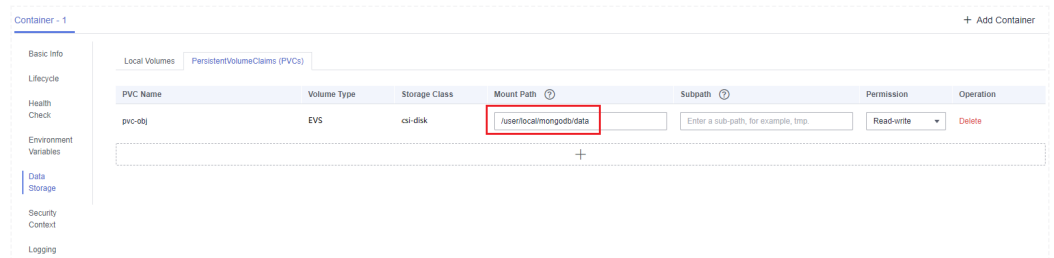 Container - 1
+ Add Container
Basic Info
Lifecycle
Health
Check
Environment
Variables
Data
Storage
Security
Context
Logging
Local Volumes PersistentVolumeClaims (PVCs)
PVC Name Volume Type Storage Class Mount Path ? Subpath ? Permission Operation
pvc-obj EVS csi-disk /user/local/mongodb/data Enter a sub-path, for example, tmp. Read-write Delete
+